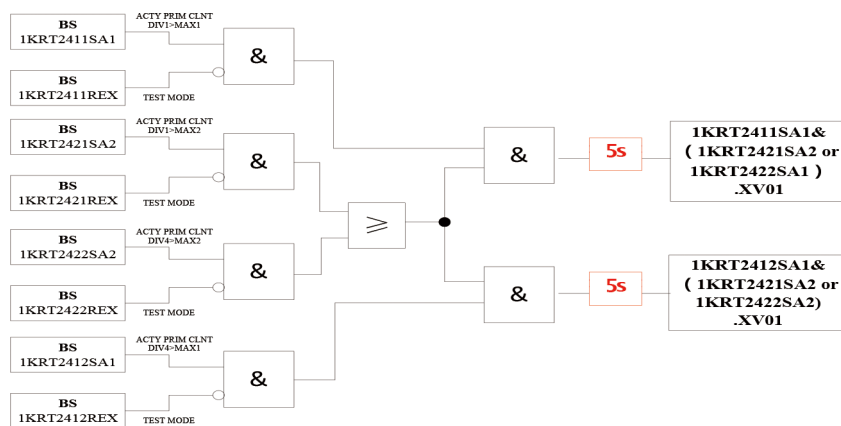 BS
1KRT2411SA1
ACTY PRIM CLNT
DIV1>MAX1
BS
1KRT2411REX
TEST MODE
&
BS
1KRT2421SA2
ACTY PRIM CLNT
DIV1>MAX2
BS
1KRT2421REX
TEST MODE
&
BS
1KRT2422SA2
ACTY PRIM CLNT
DIV4>MAX2
BS
1KRT2422REX
TEST MODE
&
BS
1KRT2412SA1
ACTY PRIM CLNT
DIV4>MAX1
BS
1KRT2412REX
TEST MODE
&
≥
&
5s
1KRT2411SA1&
( 1KRT2421SA2 or
1KRT2422SA1 )
.XV01
&
5s
1KRT2412SA1&
( 1KRT2421SA2 or
1KRT2422SA2)
.XV01